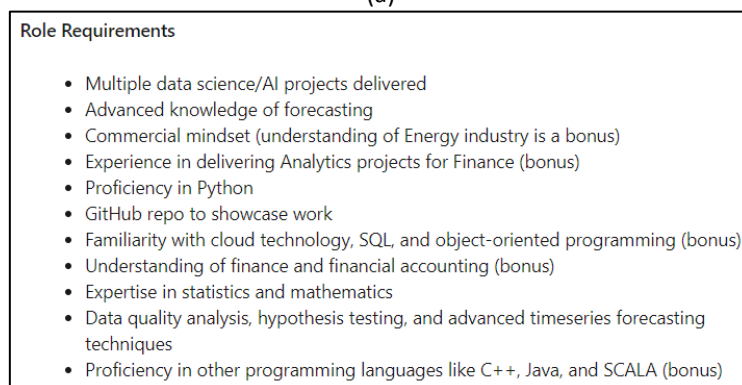 (a)
Role Requirements
• Multiple data science/AI projects delivered
• Advanced knowledge of forecasting
• Commercial mindset (understanding of Energy industry is a bonus)
• Experience in delivering Analytics projects for Finance (bonus)
• Proficiency in Python
• GitHub repo to showcase work
• Familiarity with cloud technology, SQL, and object-oriented programming (bonus)
• Understanding of finance and financial accounting (bonus)
• Expertise in statistics and mathematics
• Data quality analysis, hypothesis testing, and advanced timeseries forecasting
techniques
• Proficiency in other programming languages like C++, Java, and SCALA (bonus)